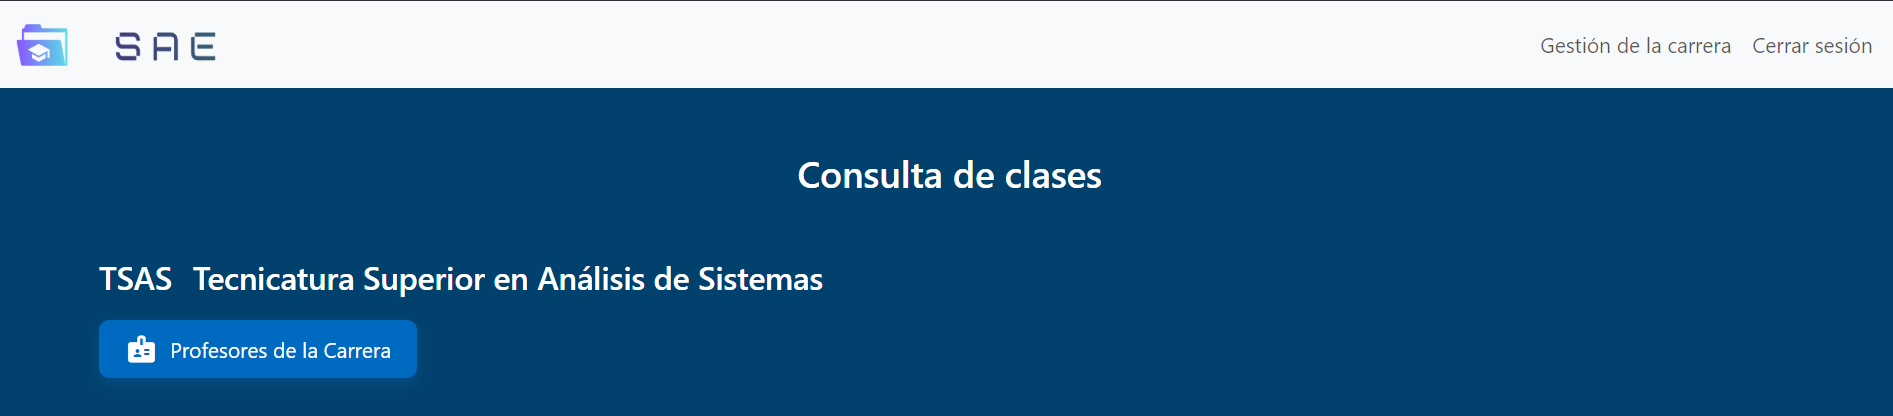 SAE
Gestión de la carrera
Cerrar sesión
Consulta de clases
TSAS Tecnicatura Superior en Análisis de Sistemas
Profesores de la Carrera